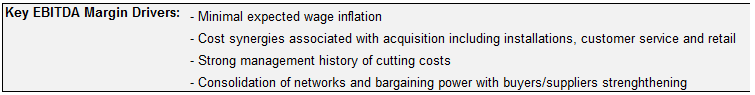 Key EBITDA Margin Drivers: - Minimal expected wage inflation
- Cost synergies associated with acquisition including installations, customer service and retail
- Strong management history of cutting costs
- Consolidation of networks and bargaining power with buyers/suppliers strenghthening